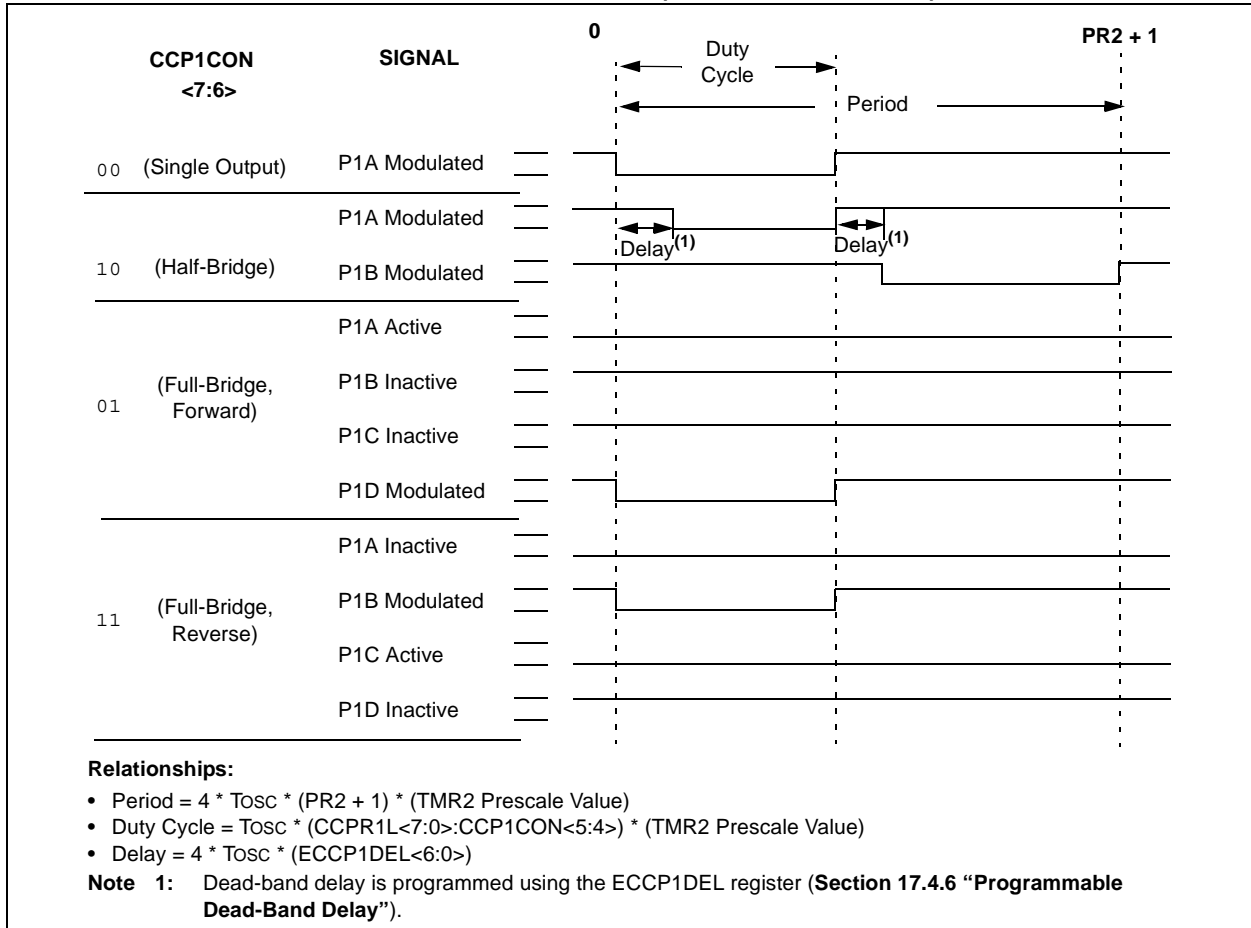 0
PR2 + 1
CCP1CON
<7:6>
SIGNAL
Duty
Cycle
Period
00 (Single Output) P1A Modulated
P1A Modulated
Delay(1) Delay(1)
10 (Half-Bridge) P1B Modulated
P1A Active
01 (Full-Bridge,
Forward)
P1B Inactive
P1C Inactive
P1D Modulated
P1A Inactive
11 (Full-Bridge,
Reverse)
P1B Modulated
P1C Active
P1D Inactive
Relationships:
• Period = 4 * TOSC * (PR2 + 1) * (TMR2 Prescale Value)
• Duty Cycle = TOSC * (CCPR1L<7:0>:CCP1CON<5:4>) * (TMR2 Prescale Value)
• Delay = 4 * TOSC * (ECCP1DEL<6:0>)
Note 1: Dead-band delay is programmed using the ECCP1DEL register (Section 17.4.6 “Programmable
Dead-Band Delay”).